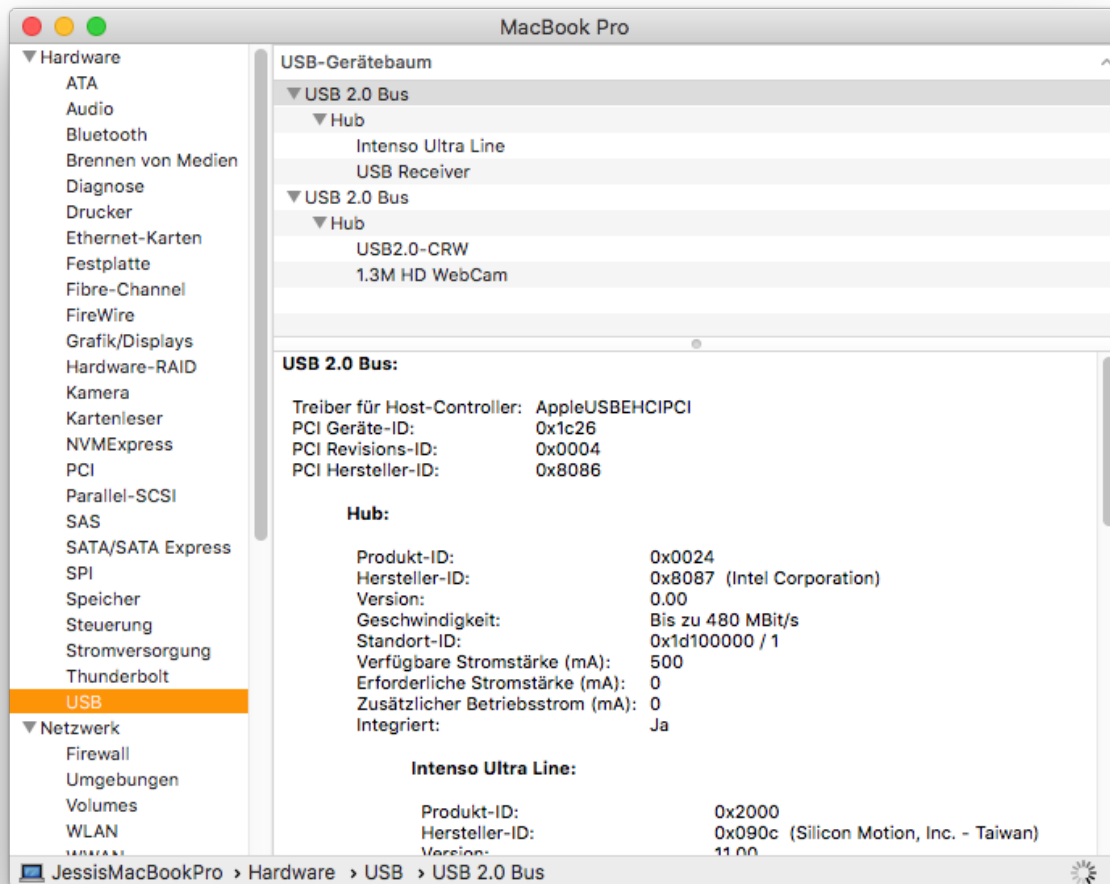 MacBook Pro
Hardware
ATA
Audio
Bluetooth
Brennen von Medien
Diagnose
Drucker
Ethernet-Karten
Festplatte
Fibre-Channel
FireWire
Grafik/Displays
Hardware-RAID
Kamera
Kartenleser
NVMExpress
PCI
Parallel-SCSI
SAS
SATA/SATA Express
SPI
Speicher
Steuerung
Stromversorgung
Thunderbolt
USB
Netzwerk
Firewall
Umgebungen
Volumes
WLAN
WWAN
USB-Gerätebaum
USB 2.0 Bus
Hub
Intenso Ultra Line
USB Receiver
USB 2.0 Bus
Hub
USB2.0-CRW
1.3M HD WebCam
USB 2.0 Bus:
Treiber für Host-Controller: AppleUSBEHCIPCI
PCI Geräte-ID: 0x1c26
PCI Revisions-ID: 0x0004
PCI Hersteller-ID: 0x8086
Hub:
Produkt-ID: 0x0024
Hersteller-ID: 0x8087 (Intel Corporation)
Version: 0.00
Geschwindigkeit: Bis zu 480 MBit/s
Standort-ID: 0x1d100000 / 1
Verfügbare Stromstärke (mA): 500
Erforderliche Stromstärke (mA): 0
Zusätzlicher Betriebsstrom (mA): 0
Integriert: Ja
Intenso Ultra Line:
Produkt-ID: 0x2000
Hersteller-ID: 0x090c (Silicon Motion, Inc. - Taiwan)
Version: 11.00
JessisMacBookPro › Hardware › USB › USB 2.0 Bus